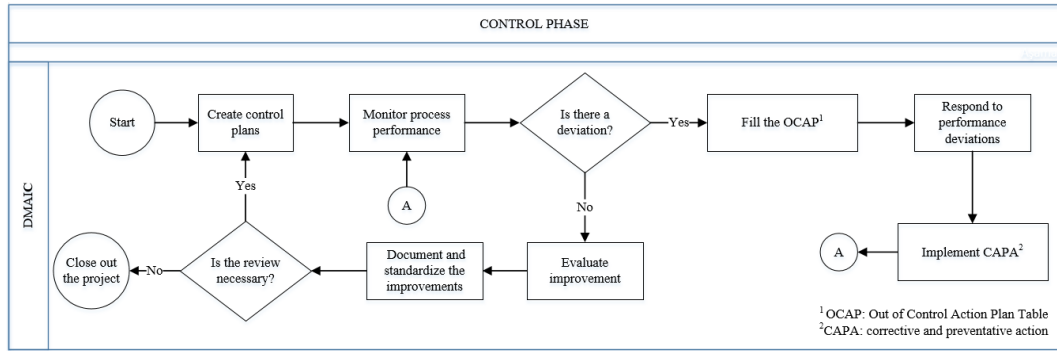 CONTROL PHASE
DMAIC
Start
Create control
plans
Monitor process
performance
Is there a
deviation?
Yes
Fill the OCAP1
Respond to
performance
deviations
Yes
A
No
Close out
the project
No
Is the review
necessary?
Document and
standardize the
improvements
Evaluate
improvement
A
Implement CAPA2
1 OCAP: Out of Control Action Plan Table
2CAPA: corrective and preventative action